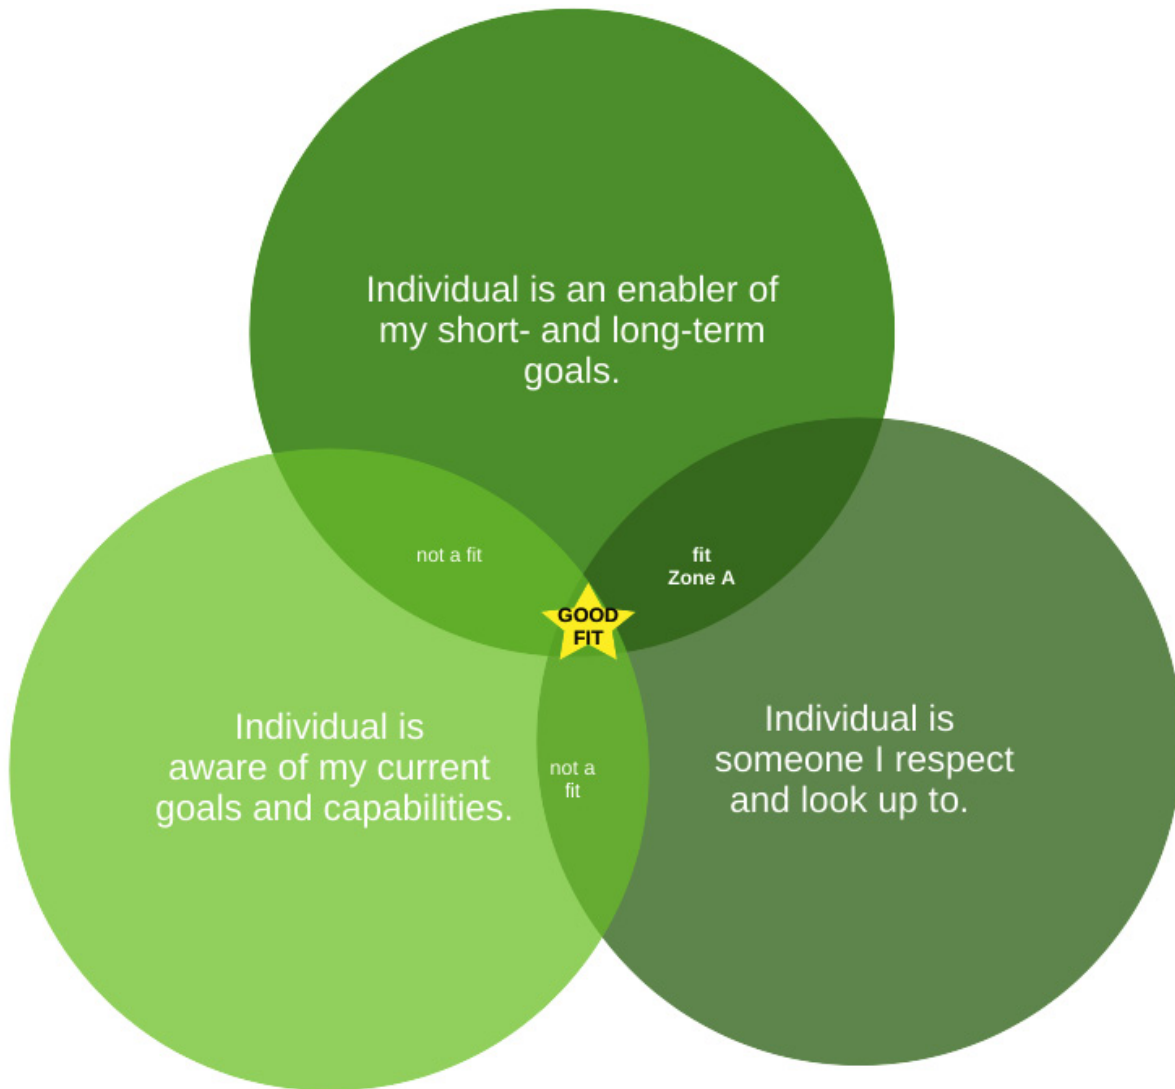 Individual is an enabler of
my short- and long-term
goals.
not a fit
fit
Zone A
GOOD
FIT
Individual is
aware of my current
goals and capabilities.
not a
fit
Individual is
someone I respect
and look up to.